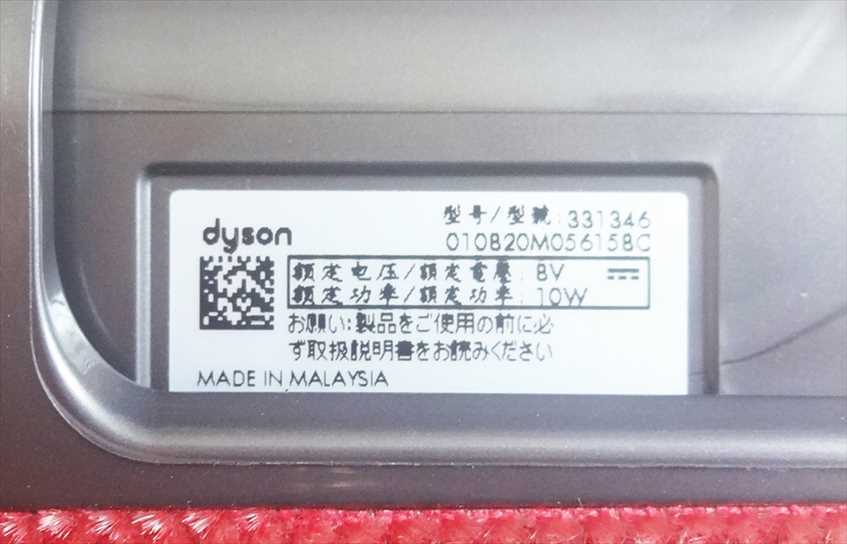 dyson
型号/型號: 331346
010820M056158C
额定电压/額定電壓: 8V ⎓
额定功率/額定功率: 10W
お願い:製品をご使用の前に必
ず取扱説明書をお読みください
MADE IN MALAYSIA